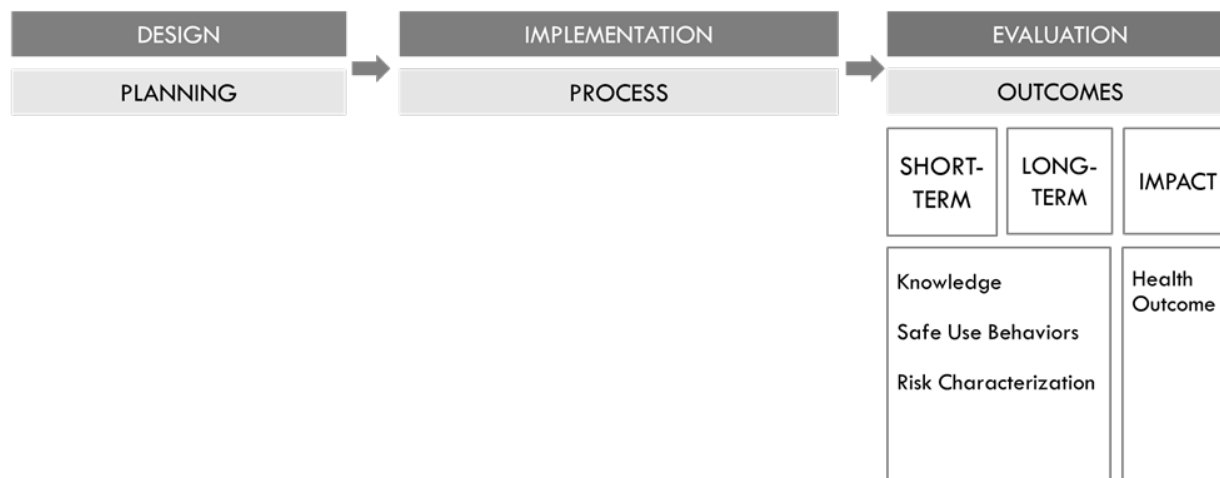 DESIGN
IMPLEMENTATION
EVALUATION
PLANNING
PROCESS
OUTCOMES
SHORT-
TERM
LONG-
TERM
IMPACT
Knowledge
Safe Use Behaviors
Risk Characterization
Health
Outcome